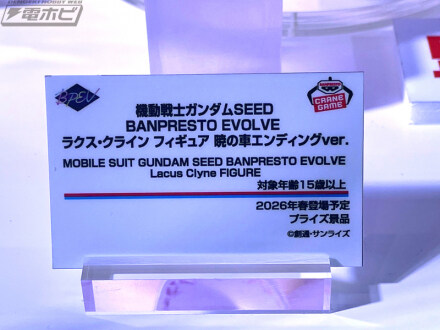 電ホビ
BPEV
CRANE
GAME
機動戦士ガンダムSEED
BANPRESTO EVOLVE
ラクス・クライン フィギュア 暁の車エンディングver.
MOBILE SUIT GUNDAM SEED BANPRESTO EVOLVE
Lacus Clyne FIGURE
対象年齢15歳以上
2026年春登場予定
プライズ景品
©創通・サンライズ